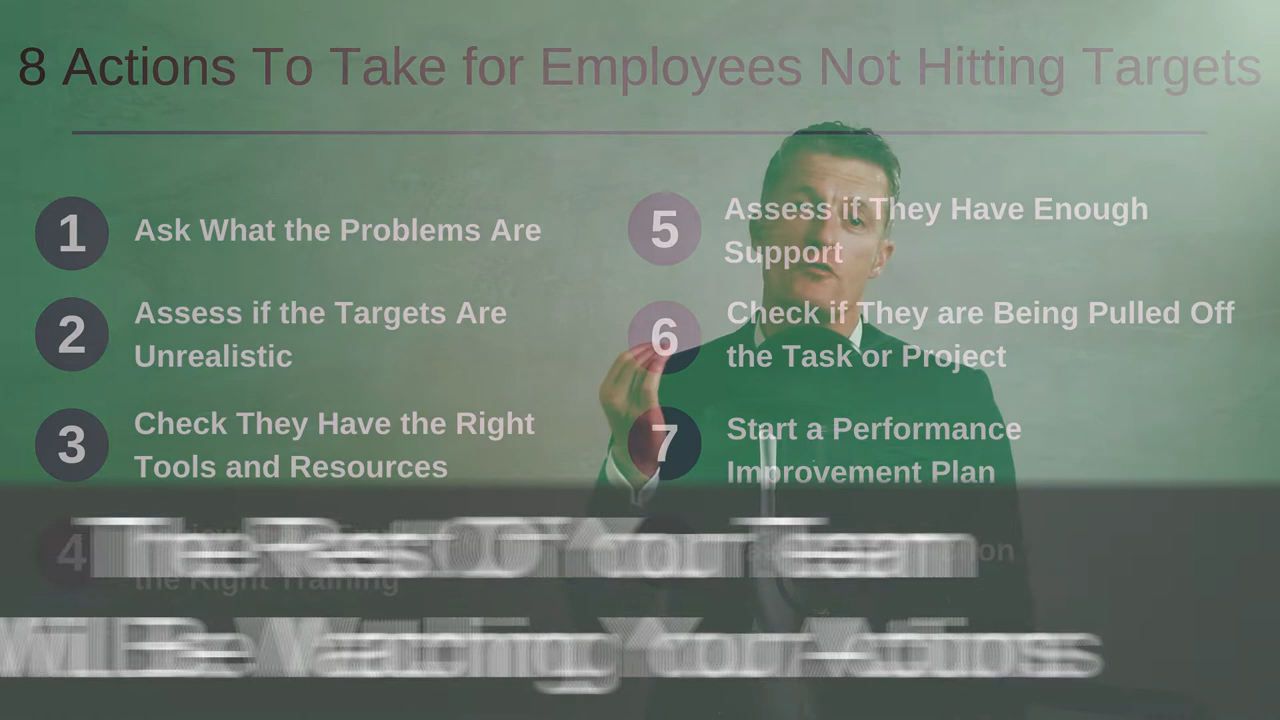 8 Actions To Take for Employees Not Hitting Targets
1 Ask What the Problems Are
2 Assess if the Targets Are
Unrealistic
3 Check They Have the Right
Tools and Resources
4
the Right Training
5 Assess if They Have Enough
Support
6 Check if They are Being Pulled Off
the Task or Project
7 Start a Performance
Improvement Plan
on
The Rest Of Your Team
Will Be Watching Your Actions